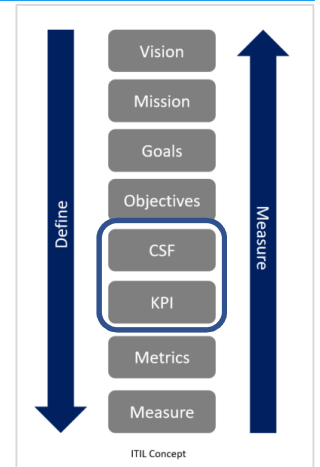 Vision
Mission
Goals
Objectives
CSF
KPI
Metrics
Measure
Define
Measure
ITIL Concept